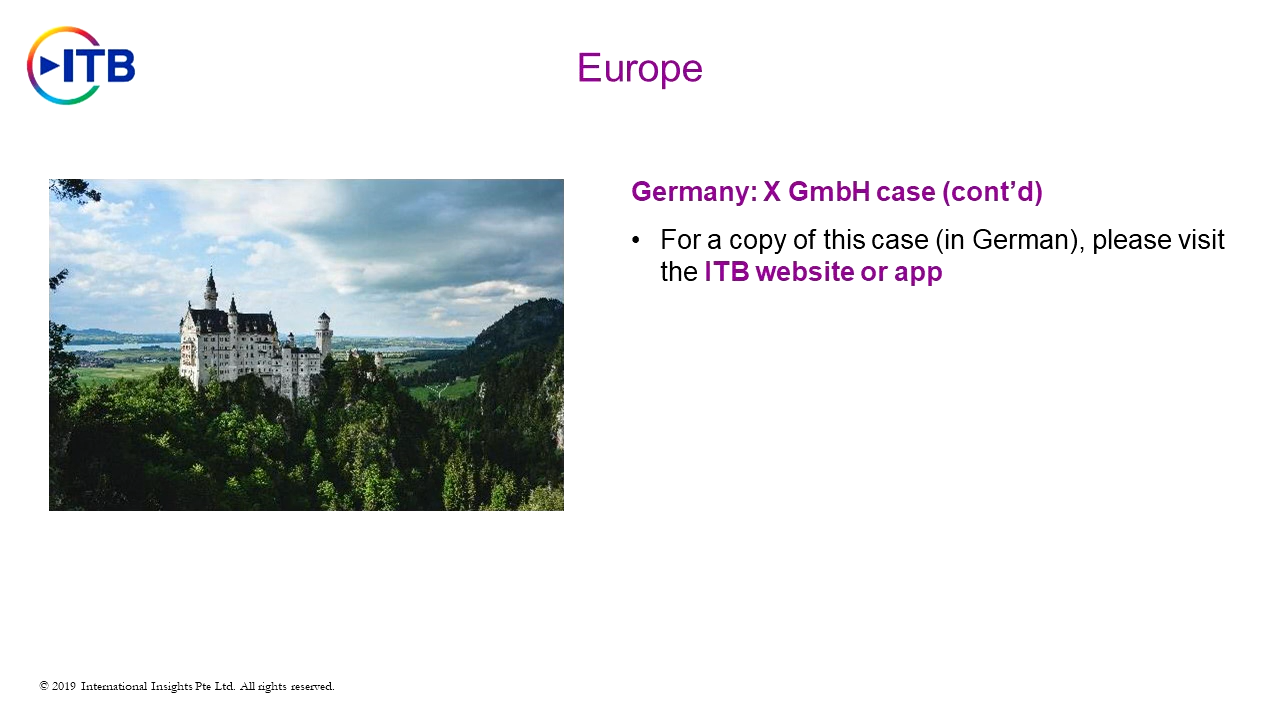 ITB
Europe
Germany: X GmbH case (cont’d)
• For a copy of this case (in German), please visit
the ITB website or app
© 2019 International Insights Pte Ltd. All rights reserved.